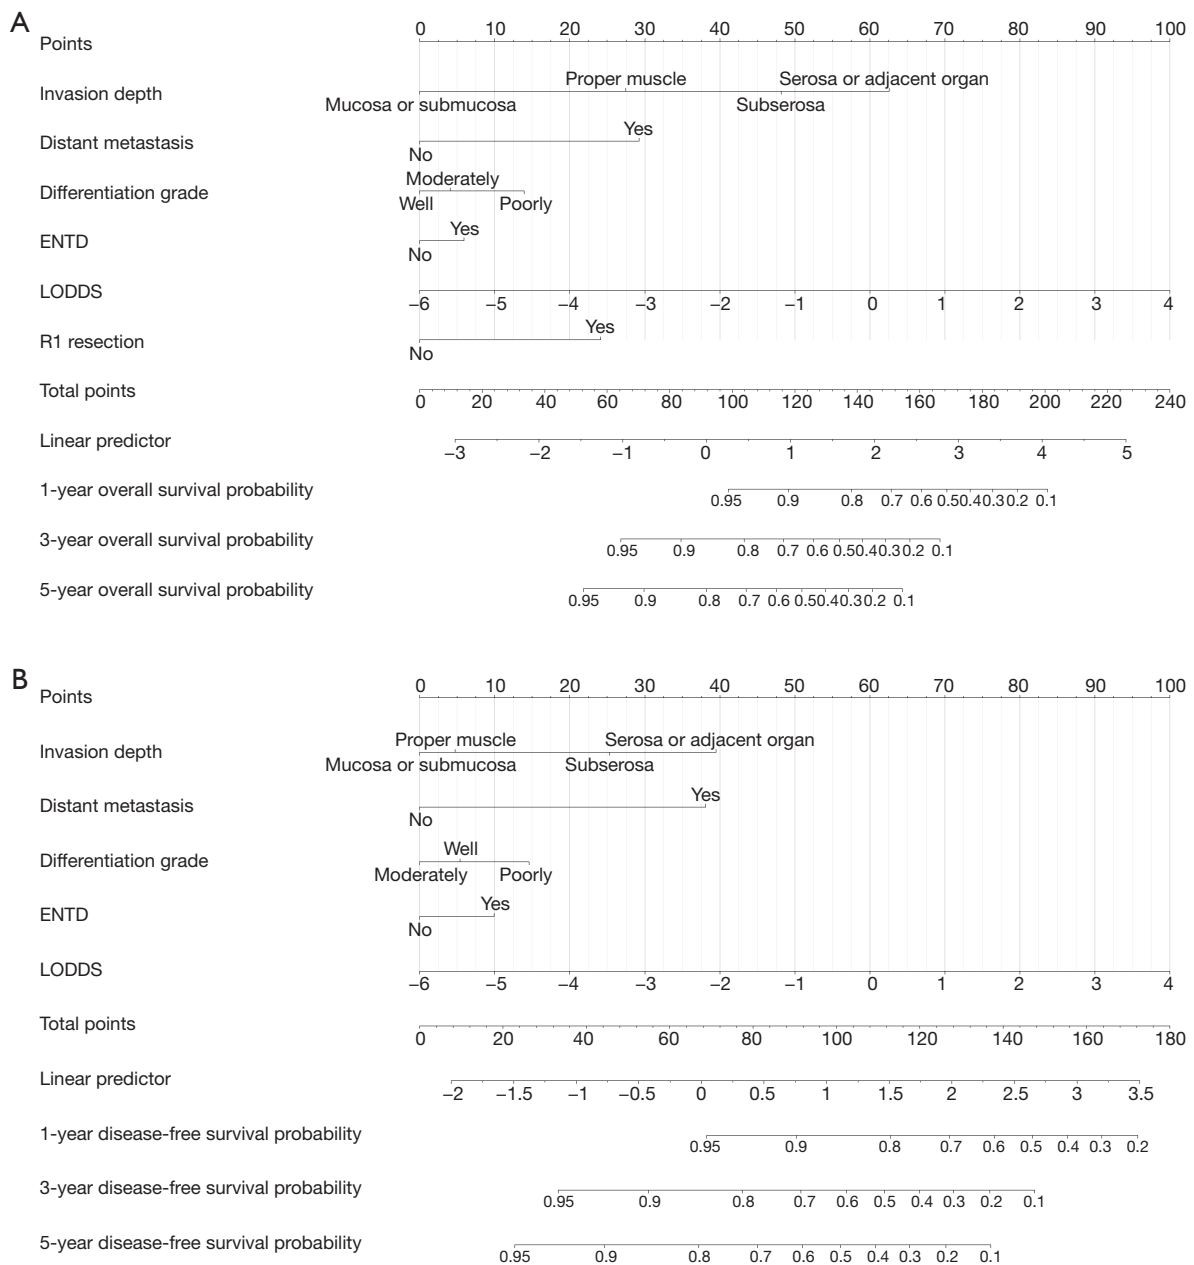 A
0 10 20 30 40 50 60 70 80 90 100
Points
Proper muscle Serosa or adjacent organ
Invasion depth
Mucosa or submucosa Subserosa
Yes
Distant metastasis
No
Moderately
Differentiation grade
Well Poorly
Yes
ENTD
No
LODDS
−6 −5 −4 −3 −2 −1 0 1 2 3 4
Yes
R1 resection
No
Total points
0 20 40 60 80 100 120 140 160 180 200 220 240
Linear predictor
−3 −2 −1 0 1 2 3 4 5
1-year overall survival probability
0.95 0.9 0.8 0.7 0.6 0.5 0.4 0.3 0.2 0.1
3-year overall survival probability
0.95 0.9 0.8 0.7 0.6 0.5 0.4 0.3 0.2 0.1
5-year overall survival probability
0.95 0.9 0.8 0.7 0.6 0.5 0.4 0.3 0.2 0.1
B
0 10 20 30 40 50 60 70 80 90 100
Points
Proper muscle Serosa or adjacent organ
Invasion depth
Mucosa or submucosa Subserosa
Yes
Distant metastasis
No
Well
Differentiation grade
Moderately Poorly
Yes
ENTD
No
LODDS
−6 −5 −4 −3 −2 −1 0 1 2 3 4
Total points
0 20 40 60 80 100 120 140 160 180
Linear predictor
−2 −1.5 −1 −0.5 0 0.5 1 1.5 2 2.5 3 3.5
1-year disease-free survival probability
0.95 0.9 0.8 0.7 0.6 0.5 0.4 0.3 0.2
3-year disease-free survival probability
0.95 0.9 0.8 0.7 0.6 0.5 0.4 0.3 0.2 0.1
5-year disease-free survival probability
0.95 0.9 0.8 0.7 0.6 0.5 0.4 0.3 0.2 0.1